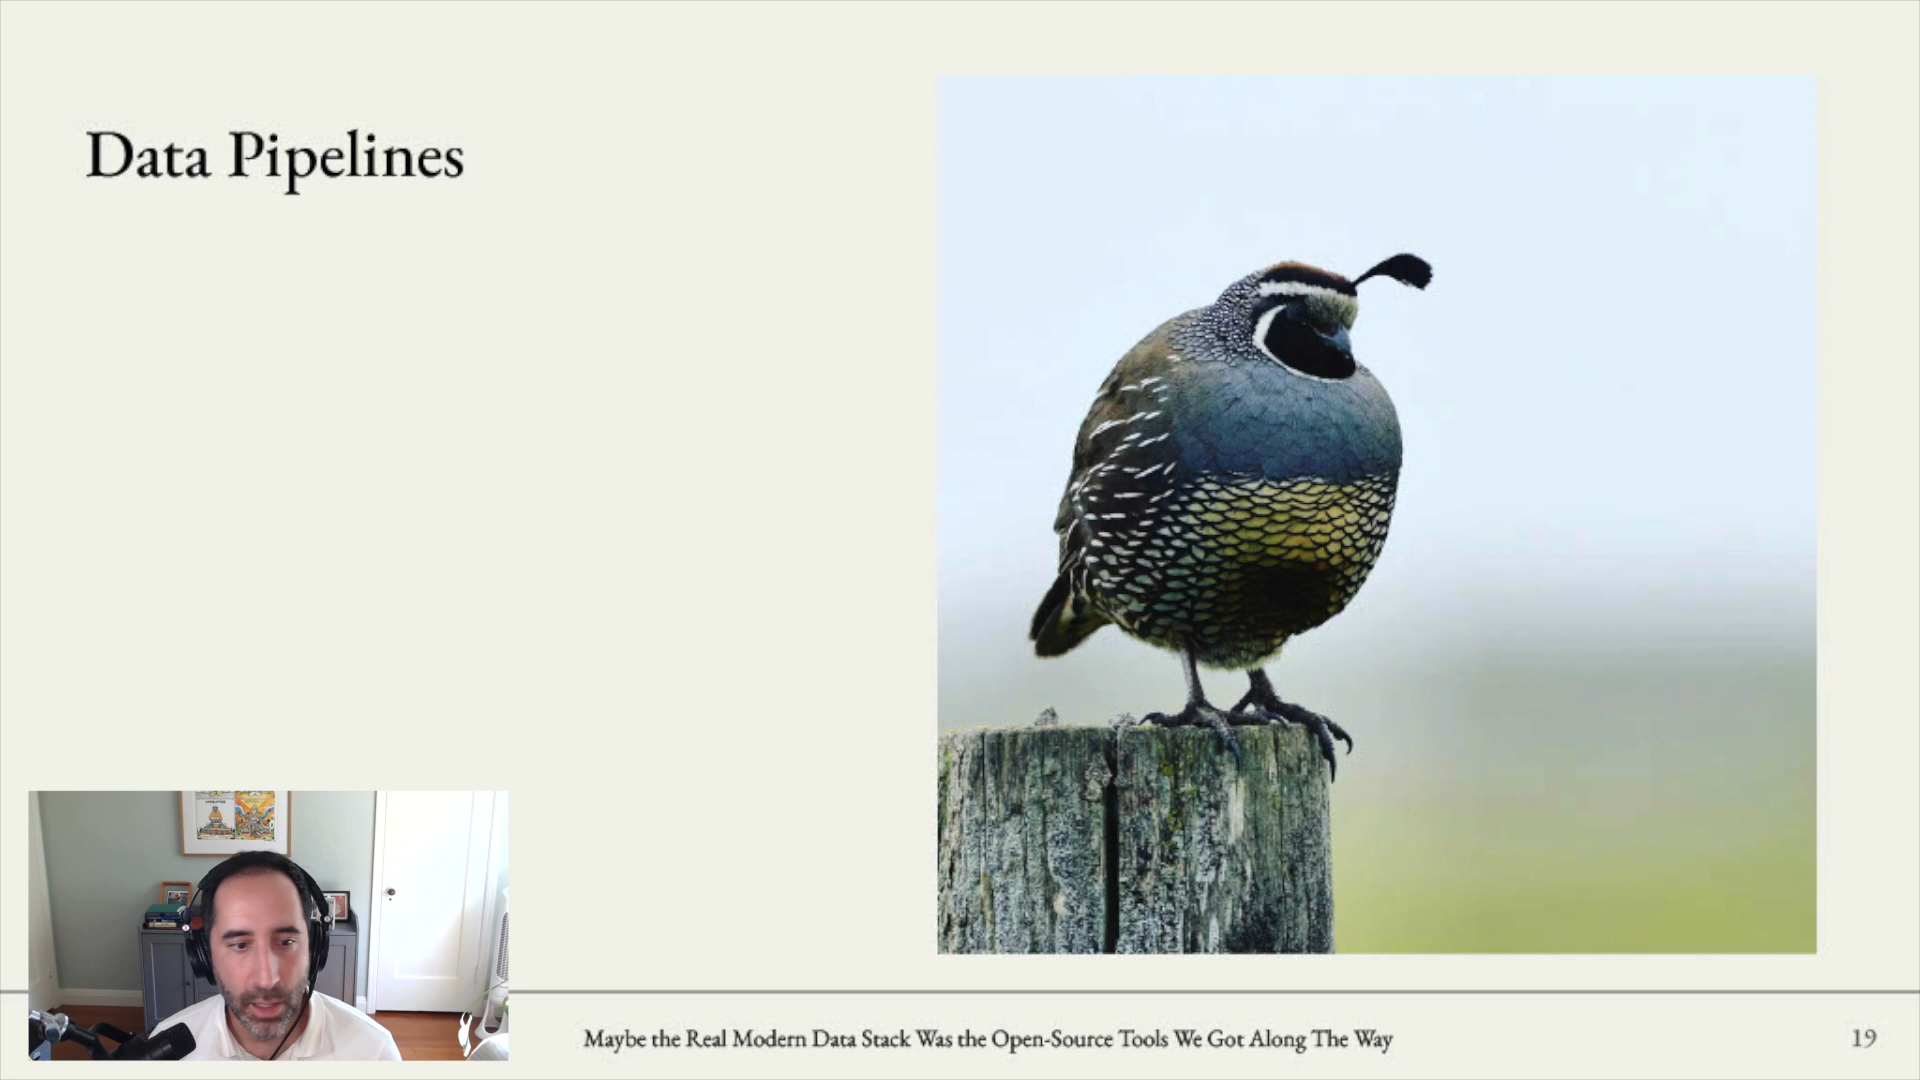 Data Pipelines
Maybe the Real Modern Data Stack Was the Open-Source Tools We Got Along The Way
19